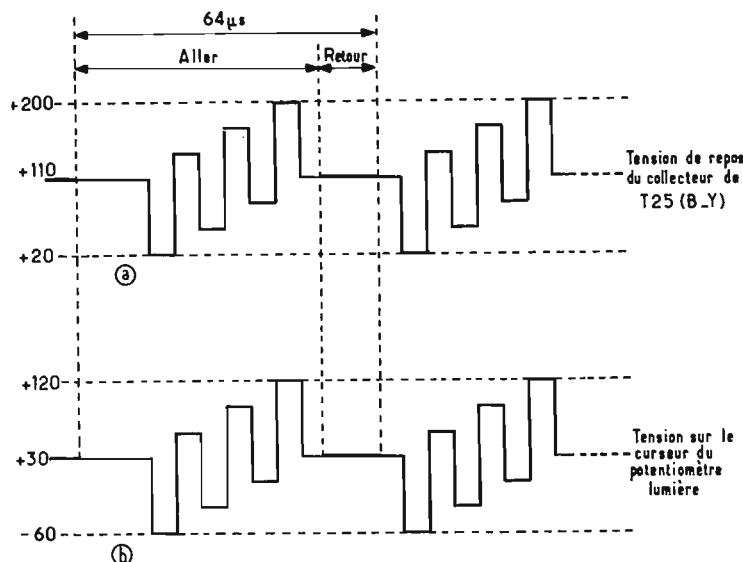 64µs
Aller
Retour
+200
+110
+20
Tension de repos
du collecteur de
T25 (B_Y)
a
+120
+30
-60
Tension sur le
curseur du
potentiomètre
lumière
b